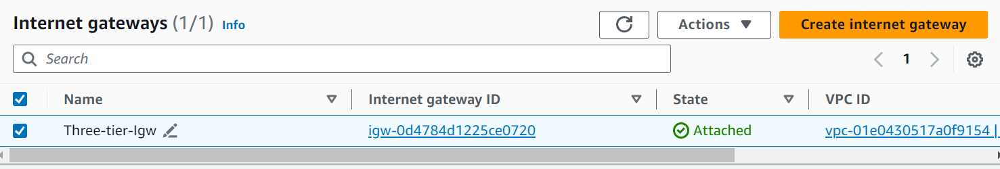 Internet gateways (1/1) Info
Actions
Create internet gateway
Search
1
Name Internet gateway ID State VPC ID
Three-tier-Igw igw-0d4784d1225ce0720 Attached vpc-01e0430517a0f9154 |